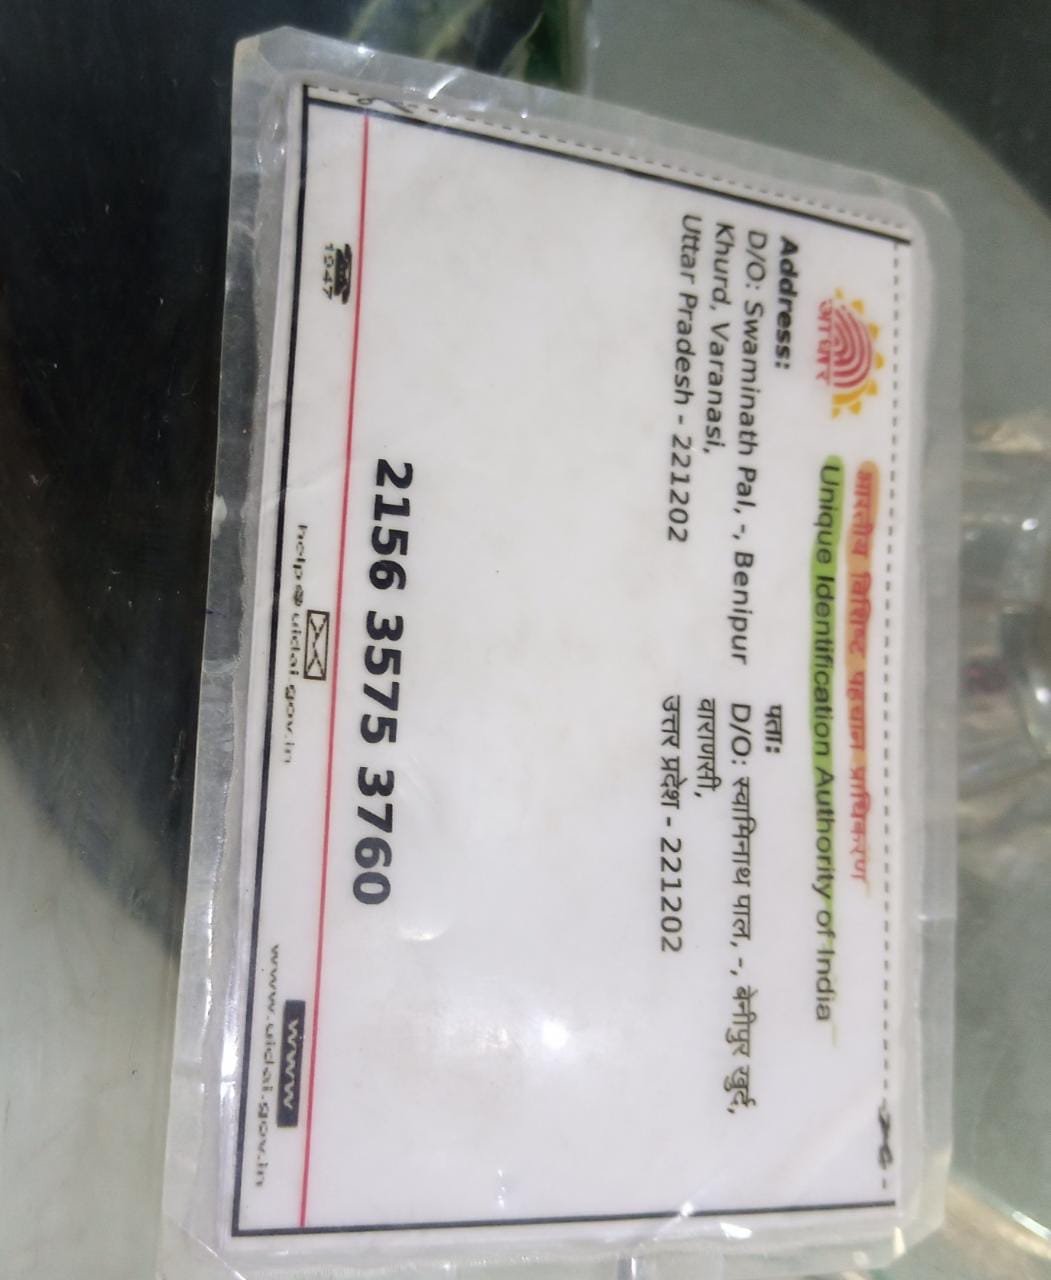 भारतीय विशिष्ट पहचान प्राधिकरण
Unique Identification Authority of India
आधार
Address:
D/O: Swaminath Pal, -, Benipur
Khurd, Varanasi,
Uttar Pradesh - 221202
पता:
D/O: स्वामिनाथ पाल, -, बेनीपुर खुर्द,
वाराणसी,
उत्तर प्रदेश - 221202
2156 3575 3760
1947
help@uidai.gov.in
www
www.uidai.gov.in